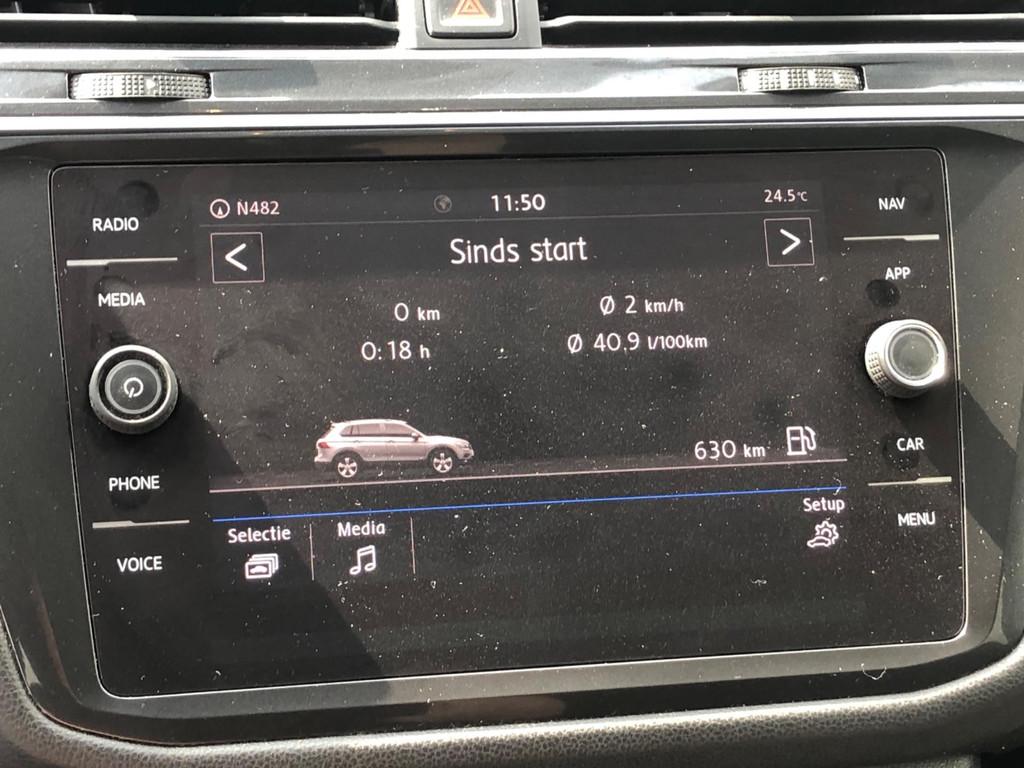 N482
11:50
24.5°C
Sinds start
0 km
Ø 2 km/h
0:18 h
Ø 40.9 l/100km
630 km
Selectie
Media
Setup
RADIO
MEDIA
PHONE
VOICE
NAV
APP
CAR
MENU